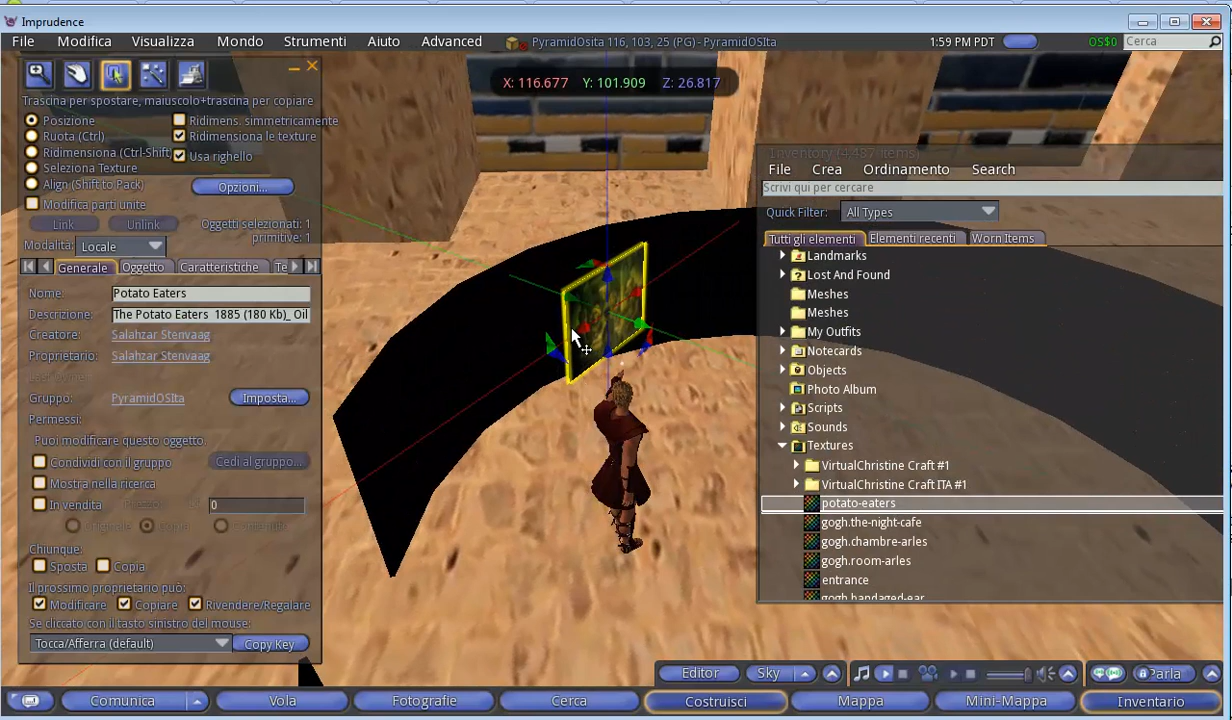 Imprudence
File Modifica Visualizza Mondo Strumenti Aiuto Advanced PyramidOsita 116, 103, 25 (PG) - PyramidOSIta 1:59 PM PDT OS$0 Cerca
X: 116.677 Y: 101.909 Z: 26.817
Trascina per spostare, maiuscolo+trascina per copiare
Posizione
Ridimens. simmetricamente
Ruota (Ctrl)
Ridimensiona le texture
Ridimensiona (Ctrl-Shift
Usa righello
Seleziona Texture
Align (Shift to Pack)
Opzioni...
Modifica parti unite
Link Unlink Oggetti selezionati: 1
primitive: 1
Modalità: Locale
Generale Oggetto Caratteristiche Te
Nome: Potato Eaters
Descrizione: The Potato Eaters 1885 (180 Kb)_ Oil
Creatore: Salahzar Stenvaag
Proprietario: Salahzar Stenvaag
Gruppo: PyramidOSIta Imposta...
Permessi:
Puoi modificare questo oggetto.
Condividi con il gruppo Cedi al gruppo...
Mostra nella ricerca
In vendita 0
Chiunque:
Sposta Copia
Il prossimo proprietario può:
Modificare Copiare Rivendere/Regalare
Se cliccato con il tasto sinistro del mouse:
Tocca/Afferra (default) Copy Key
Inventory (4,487 items)
File Crea Ordinamento Search
Scrivi qui per cercare
Quick Filter: All Types
Tutti gli elementi Elementi recenti Worn Items
Landmarks
Lost And Found
Meshes
Meshes
My Outfits
Notecards
Objects
Photo Album
Scripts
Sounds
Textures
VirtualChristine Craft #1
VirtualChristine Craft ITA #1
potato-eaters
gogh.the-night-cafe
gogh.chambre-arles
gogh.room-arles
entrance
gogh.bandaged-ear
Editor Sky Parla
Comunica Vola Fotografie Cerca Costruisci Mappa Mini-Mappa Inventario